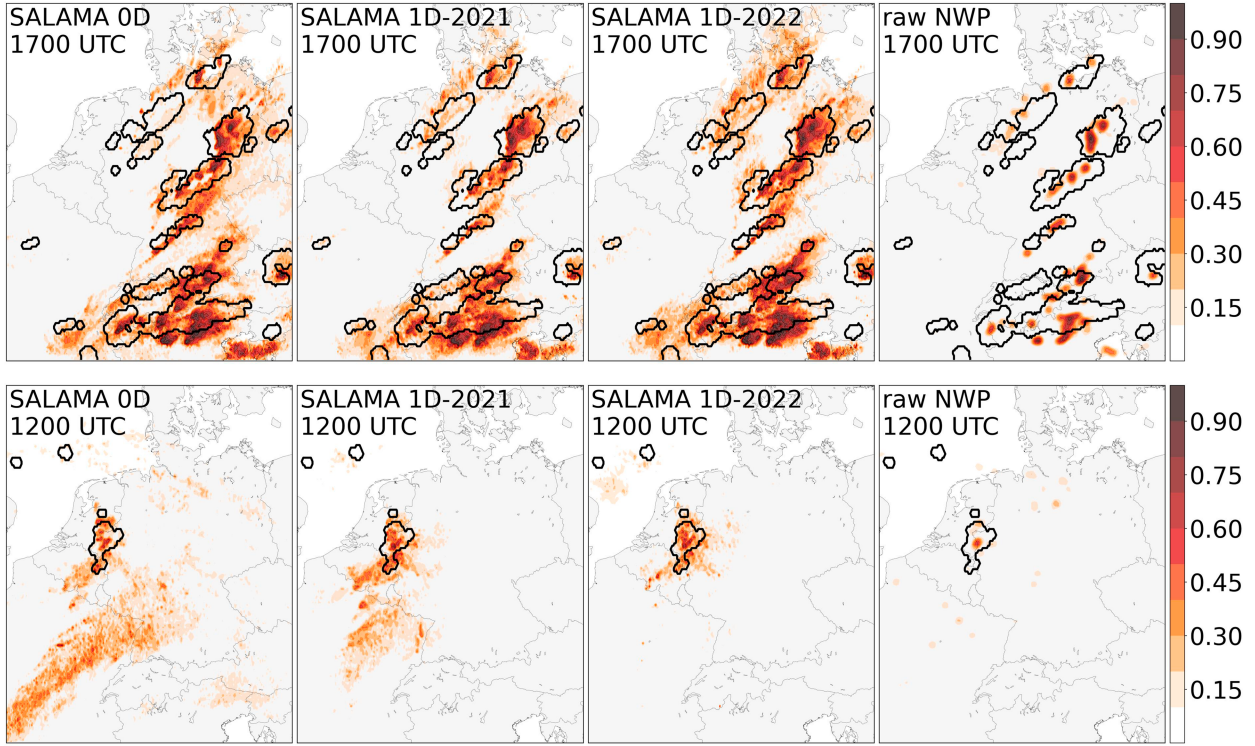 SALAMA 0D
1700 UTC
SALAMA 1D-2021
1700 UTC
SALAMA 1D-2022
1700 UTC
raw NWP
1700 UTC
0.90
0.75
0.60
0.45
0.30
0.15
SALAMA 0D
1200 UTC
SALAMA 1D-2021
1200 UTC
SALAMA 1D-2022
1200 UTC
raw NWP
1200 UTC
0.90
0.75
0.60
0.45
0.30
0.15